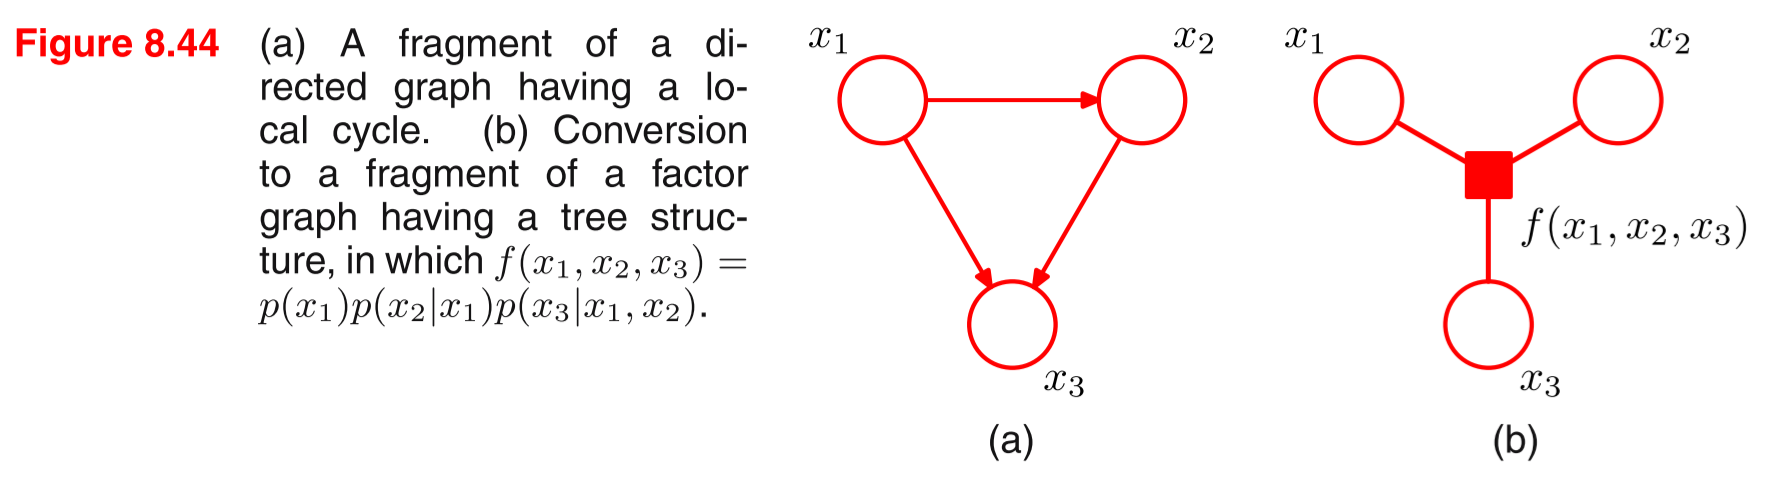 Figure 8.44 (a) A fragment of a di-
rected graph having a lo-
cal cycle. (b) Conversion
to a fragment of a factor
graph having a tree struc-
ture, in which f(x₁, x₂, x₃) =
p(x₁)p(x₂|x₁)p(x₃|x₁, x₂).
x₁
x₂
x₃
(a)
x₁
x₂
f(x₁, x₂, x₃)
x₃
(b)